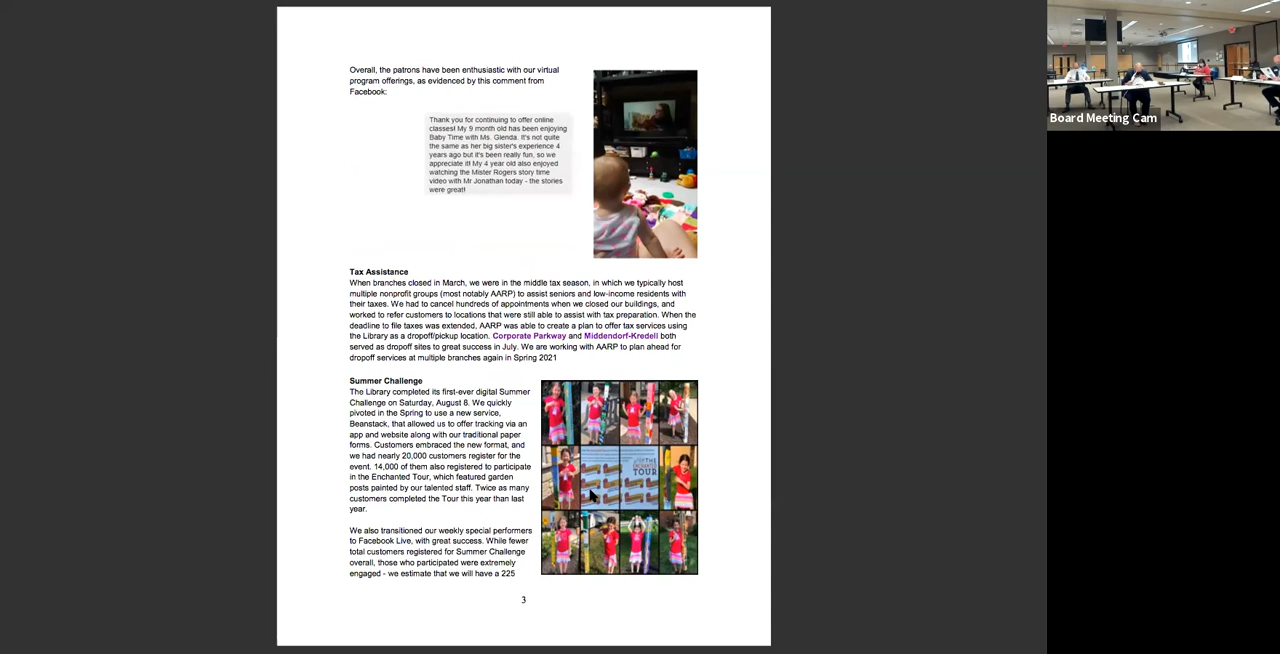 Overall, the patrons have been enthusiastic with our virtual
program offerings, as evidenced by this comment from
Facebook:
Thank you for continuing to offer online
classes! My 9 month old has been enjoying
Baby Time with Ms. Glenda. It's not quite
the same as her big sister's experience 4
years ago but it's been really fun, so we
appreciate it! My 4 year old also enjoyed
watching the Mister Rogers story time
video with Mr Jonathan today - the stories
were great!
Tax Assistance
When branches closed in March, we were in the middle tax season, in which we typically host
multiple nonprofit groups (most notably AARP) to assist seniors and low-income residents with
their taxes. We had to cancel hundreds of appointments when we closed our buildings, and
worked to refer customers to locations that were still able to assist with tax preparation. When the
deadline to file taxes was extended, AARP was able to create a plan to offer tax services using
the Library as a dropoff/pickup location. Corporate Parkway and Middendorf-Kredell both
served as dropoff sites to great success in July. We are working with AARP to plan ahead for
dropoff services at multiple branches again in Spring 2021
Summer Challenge
The Library completed its first-ever digital Summer
Challenge on Saturday, August 8. We quickly
pivoted in the Spring to use a new service,
Beanstack, that allowed us to offer tracking via an
app and website along with our traditional paper
forms. Customers embraced the new format, and
we had nearly 20,000 customers register for the
event. 14,000 of them also registered to participate
in the Enchanted Tour, which featured garden
posts painted by our talented staff. Twice as many
customers completed the Tour this year than last
year.
We also transitioned our weekly special performers
to Facebook Live, with great success. While fewer
total customers registered for Summer Challenge
overall, those who participated were extremely
engaged - we estimate that we will have a 225
THE
ENCHANTED
TOUR
3
Board Meeting Cam